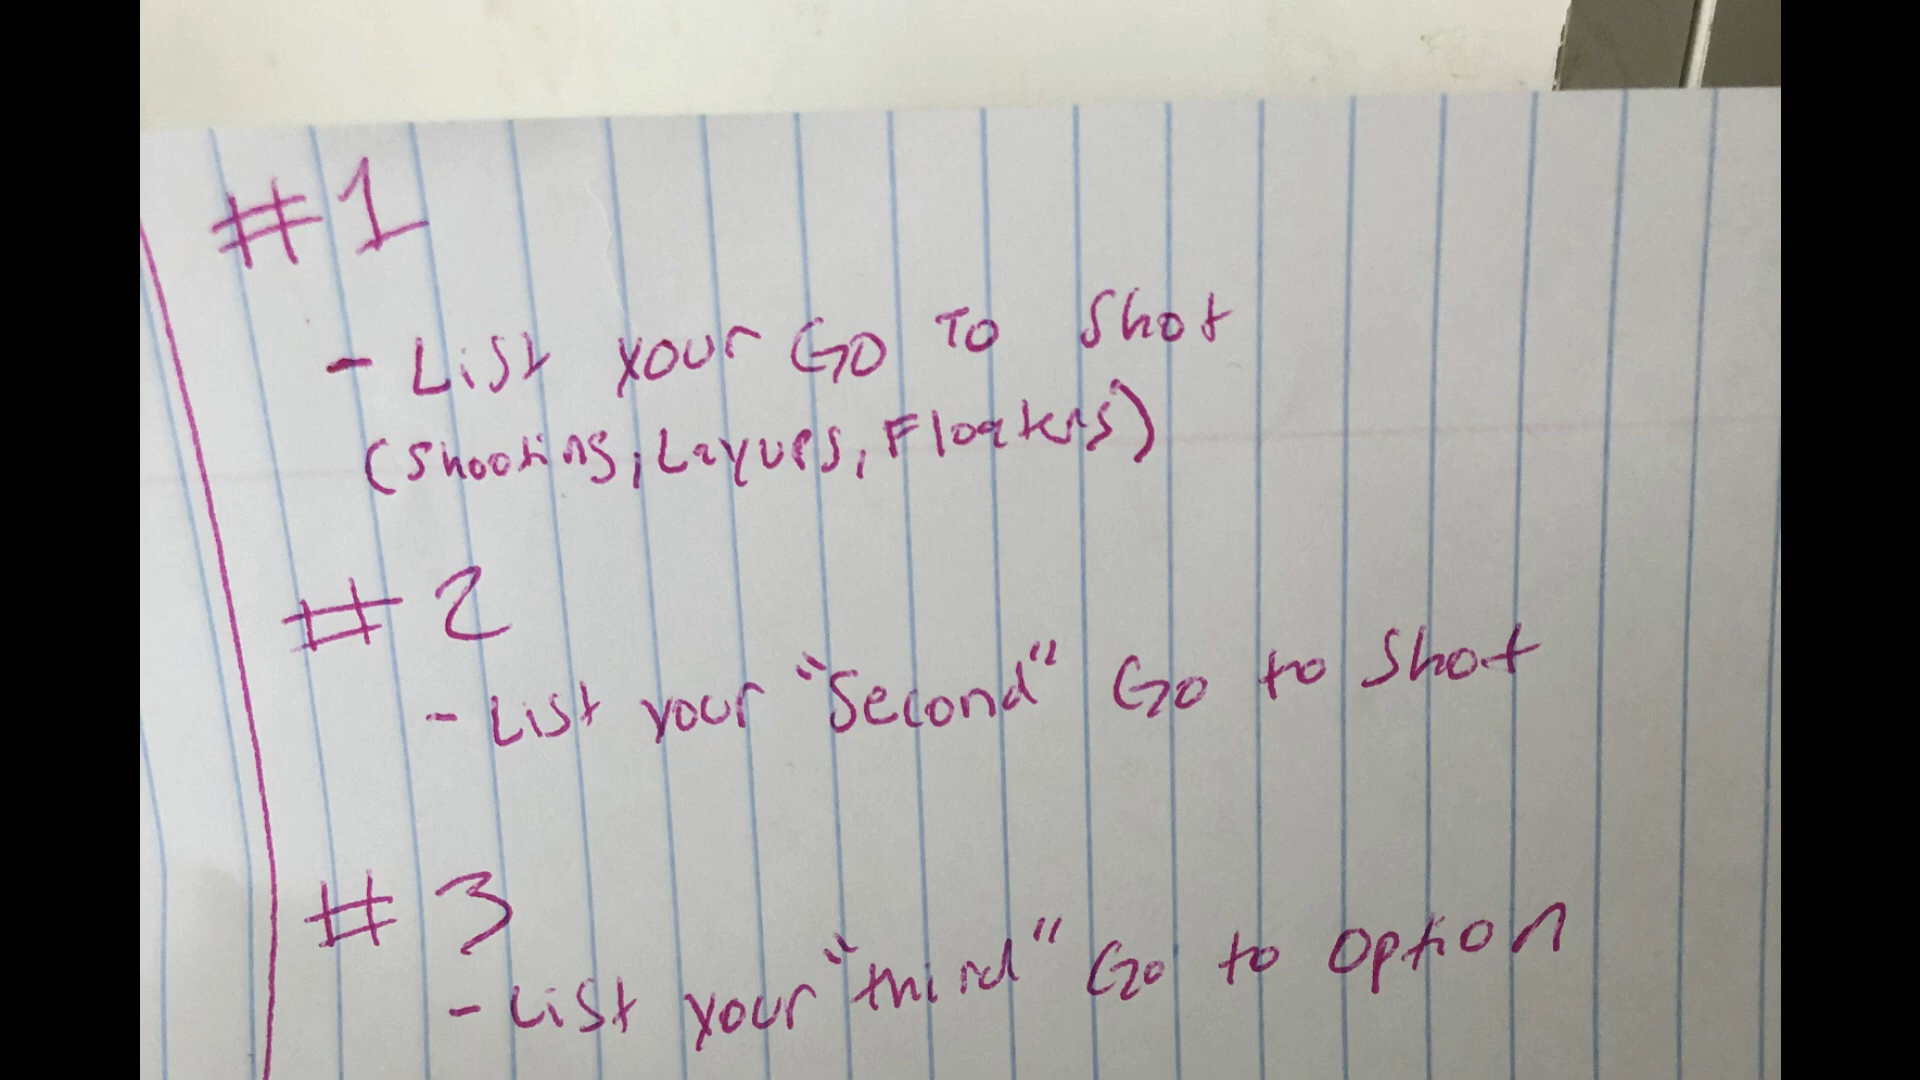 #1
- List your Go To Shot
(Shooting, Layups, Floaters)
#2
- List your "Second" Go to Shot
#3
- List your "third" Go to option